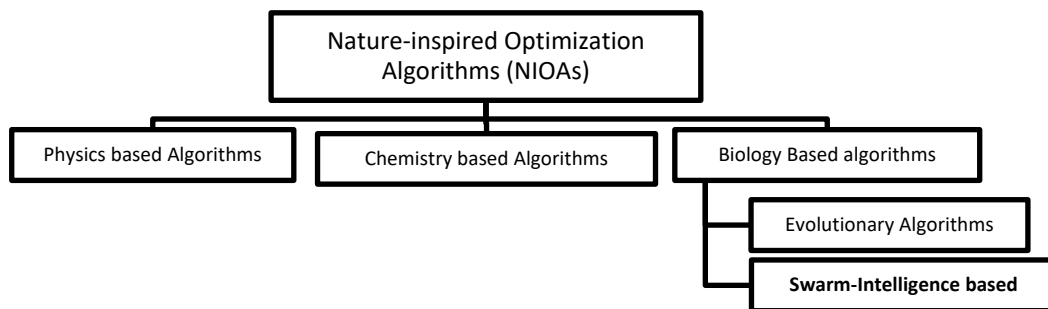 Nature-inspired Optimization
Algorithms (NIOAs)
Physics based Algorithms
Chemistry based Algorithms
Biology Based algorithms
Evolutionary Algorithms
Swarm-Intelligence based